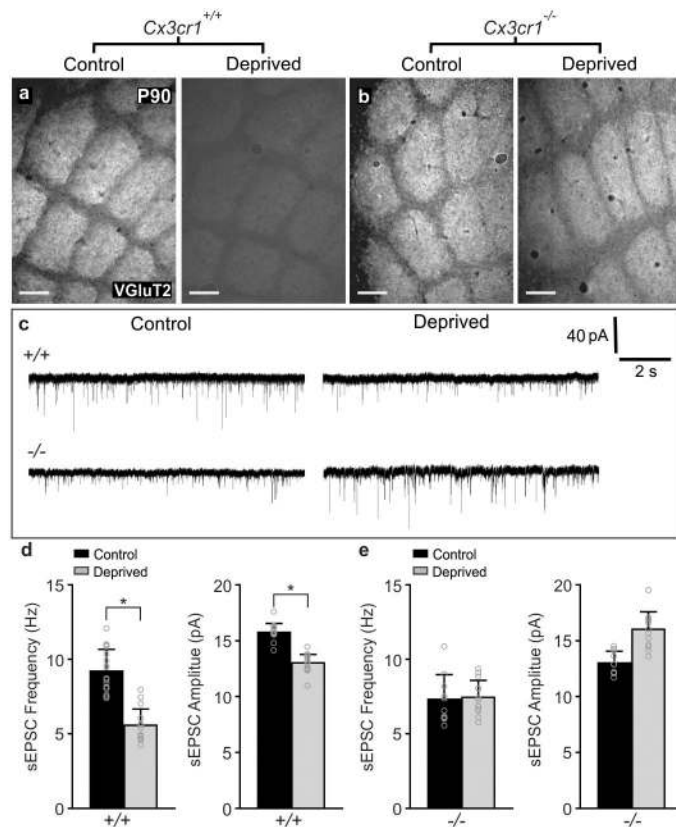 Cx3cr1+/+ Cx3cr1-/-
Control Deprived Control Deprived
a P90 b
VGluT2
c Control Deprived
40 pA
2 s
+/+
-/-
d Control e Control
Deprived Deprived
sEPSC Frequency (Hz)
15
10
5
0
*
+/+
sEPSC Amplitue (pA)
20
15
10
5
0
*
+/+
sEPSC Frequency (Hz)
15
10
5
0
-/-
sEPSC Amplitue (pA)
20
15
10
5
0
-/-